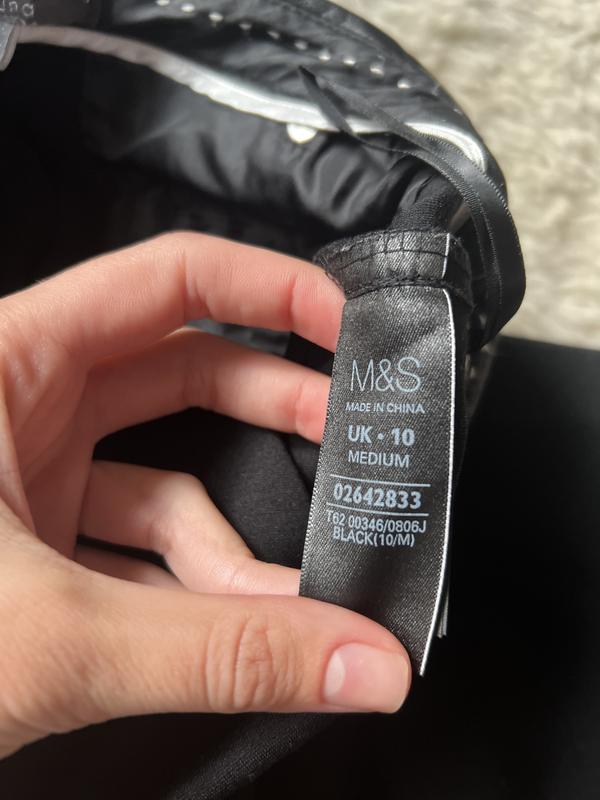 M&S
MADE IN CHINA
UK • 10
MEDIUM
02642833
T62 00346/0806J
BLACK(10/M)